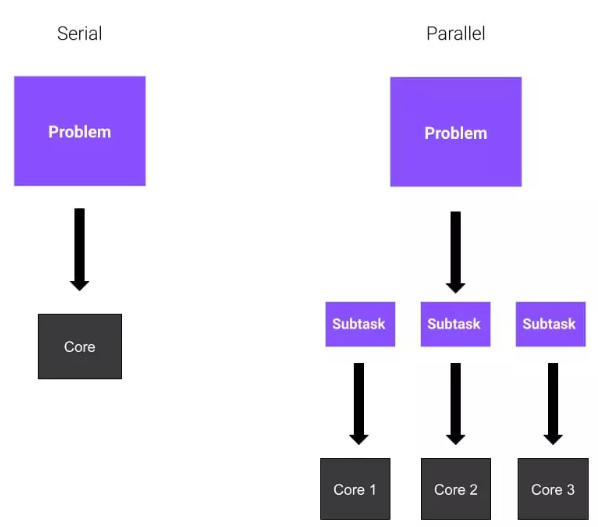 Serial
Parallel
Problem
Problem
Subtask
Subtask
Subtask
Core
Core 1
Core 2
Core 3